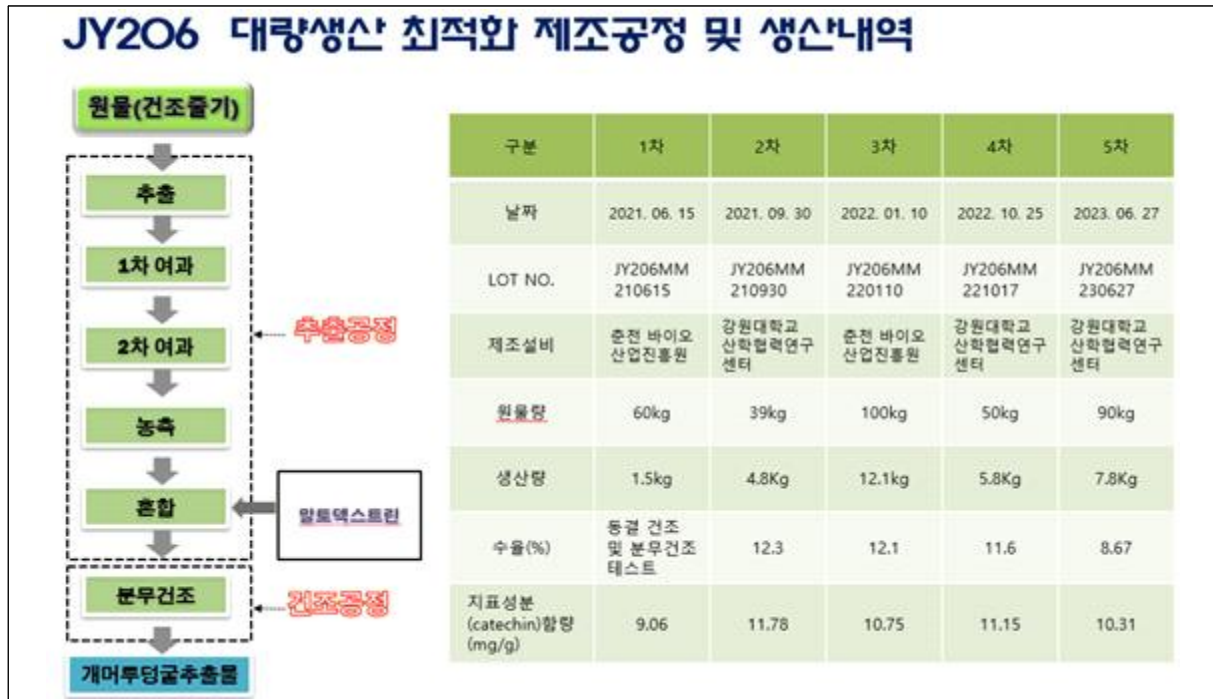 JY2O6 대량생산 최적화 제조공정 및 생산내역
원물(건조줄기)
추출
1차 여과
2차 여과
농축
혼합
분무건조
개머루덩굴추출물
추출공정
말토덱스트린
건조공정
구분 1차 2차 3차 4차 5차
날짜 2021. 06. 15 2021. 09. 30 2022. 01. 10 2022. 10. 25 2023. 06. 27
LOT NO. JY206MM JY206MM JY206MM JY206MM JY206MM
210615 210930 220110 221017 230627
제조설비 춘전 바이오 강원대학교 춘전 바이오 강원대학교 강원대학교
산업진흥원 산학협력연구 산업진흥원 산학협력연구 산학협력연구
센터 센터 센터
원물량 60kg 39kg 100kg 50kg 90kg
생산량 1.5kg 4.8Kg 12.1kg 5.8Kg 7.8Kg
수율(%) 동결 건조 12.3 12.1 11.6 8.67
및 분무건조
테스트
지표성분
(catechin)함량 9.06 11.78 10.75 11.15 10.31
(mg/g)